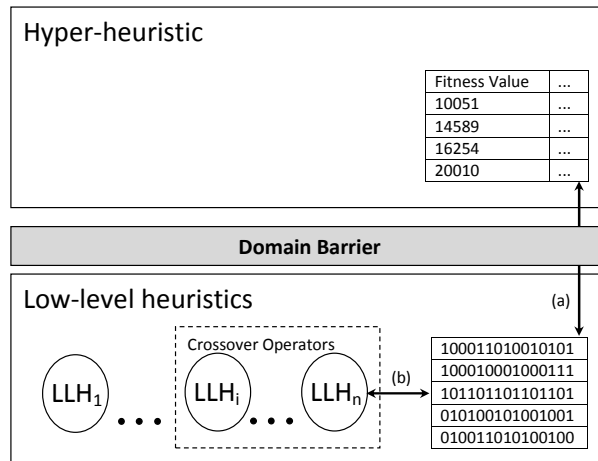 Hyper-heuristic
Fitness Value ...
10051 ...
14589 ...
16254 ...
20010 ...
Domain Barrier
Low-level heuristics
(a)
Crossover Operators
LLH1 ... LLHi ... LLHn
(b)
100011010010101
100010001000111
101101101101101
010100101001001
010011010100100